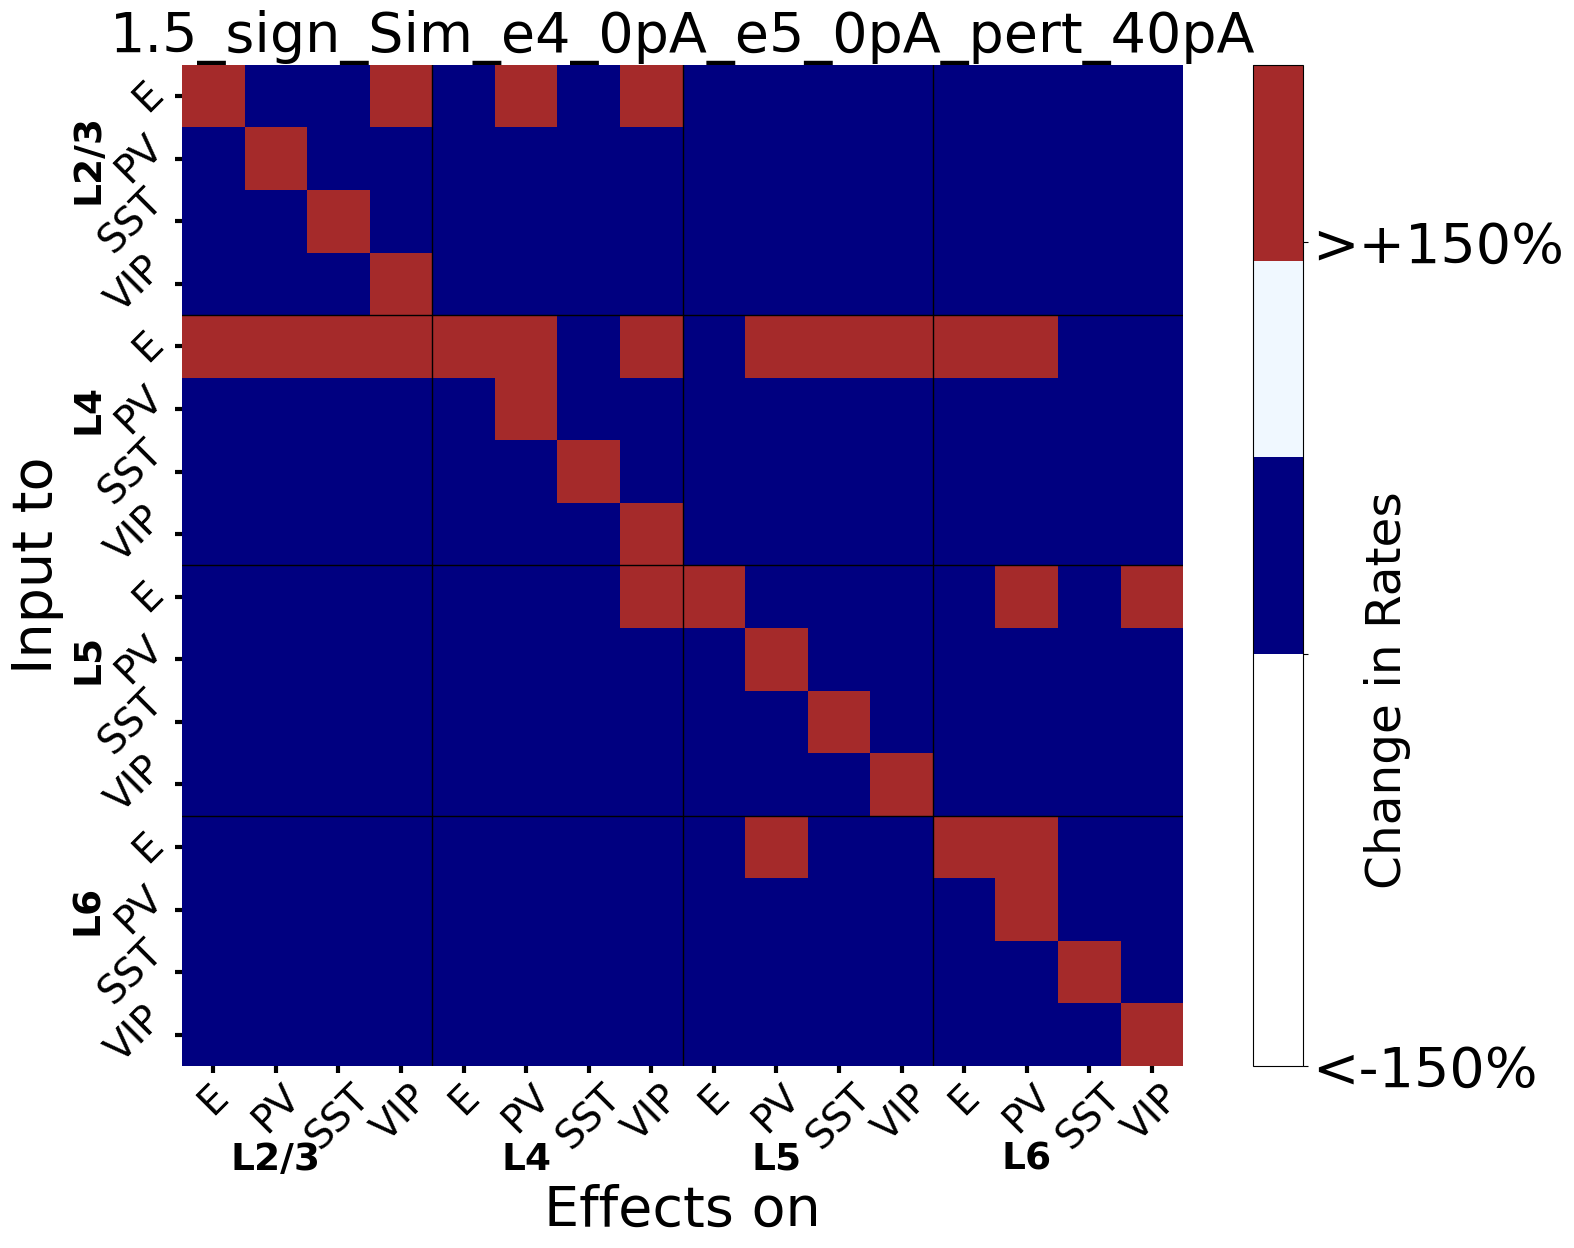 1.5_sign_Sim_e4_0pA_e5_0pA_pert_40pA
E
PV
SST
VIP
L2/3
E
PV
SST
VIP
L4
E
PV
SST
VIP
L5
E
PV
SST
VIP
L6
Input to
E PV SST VIP E PV SST VIP E PV SST VIP E PV SST VIP
L2/3 L4 L5 L6
Effects on
>+150%
<-150%
Change in Rates